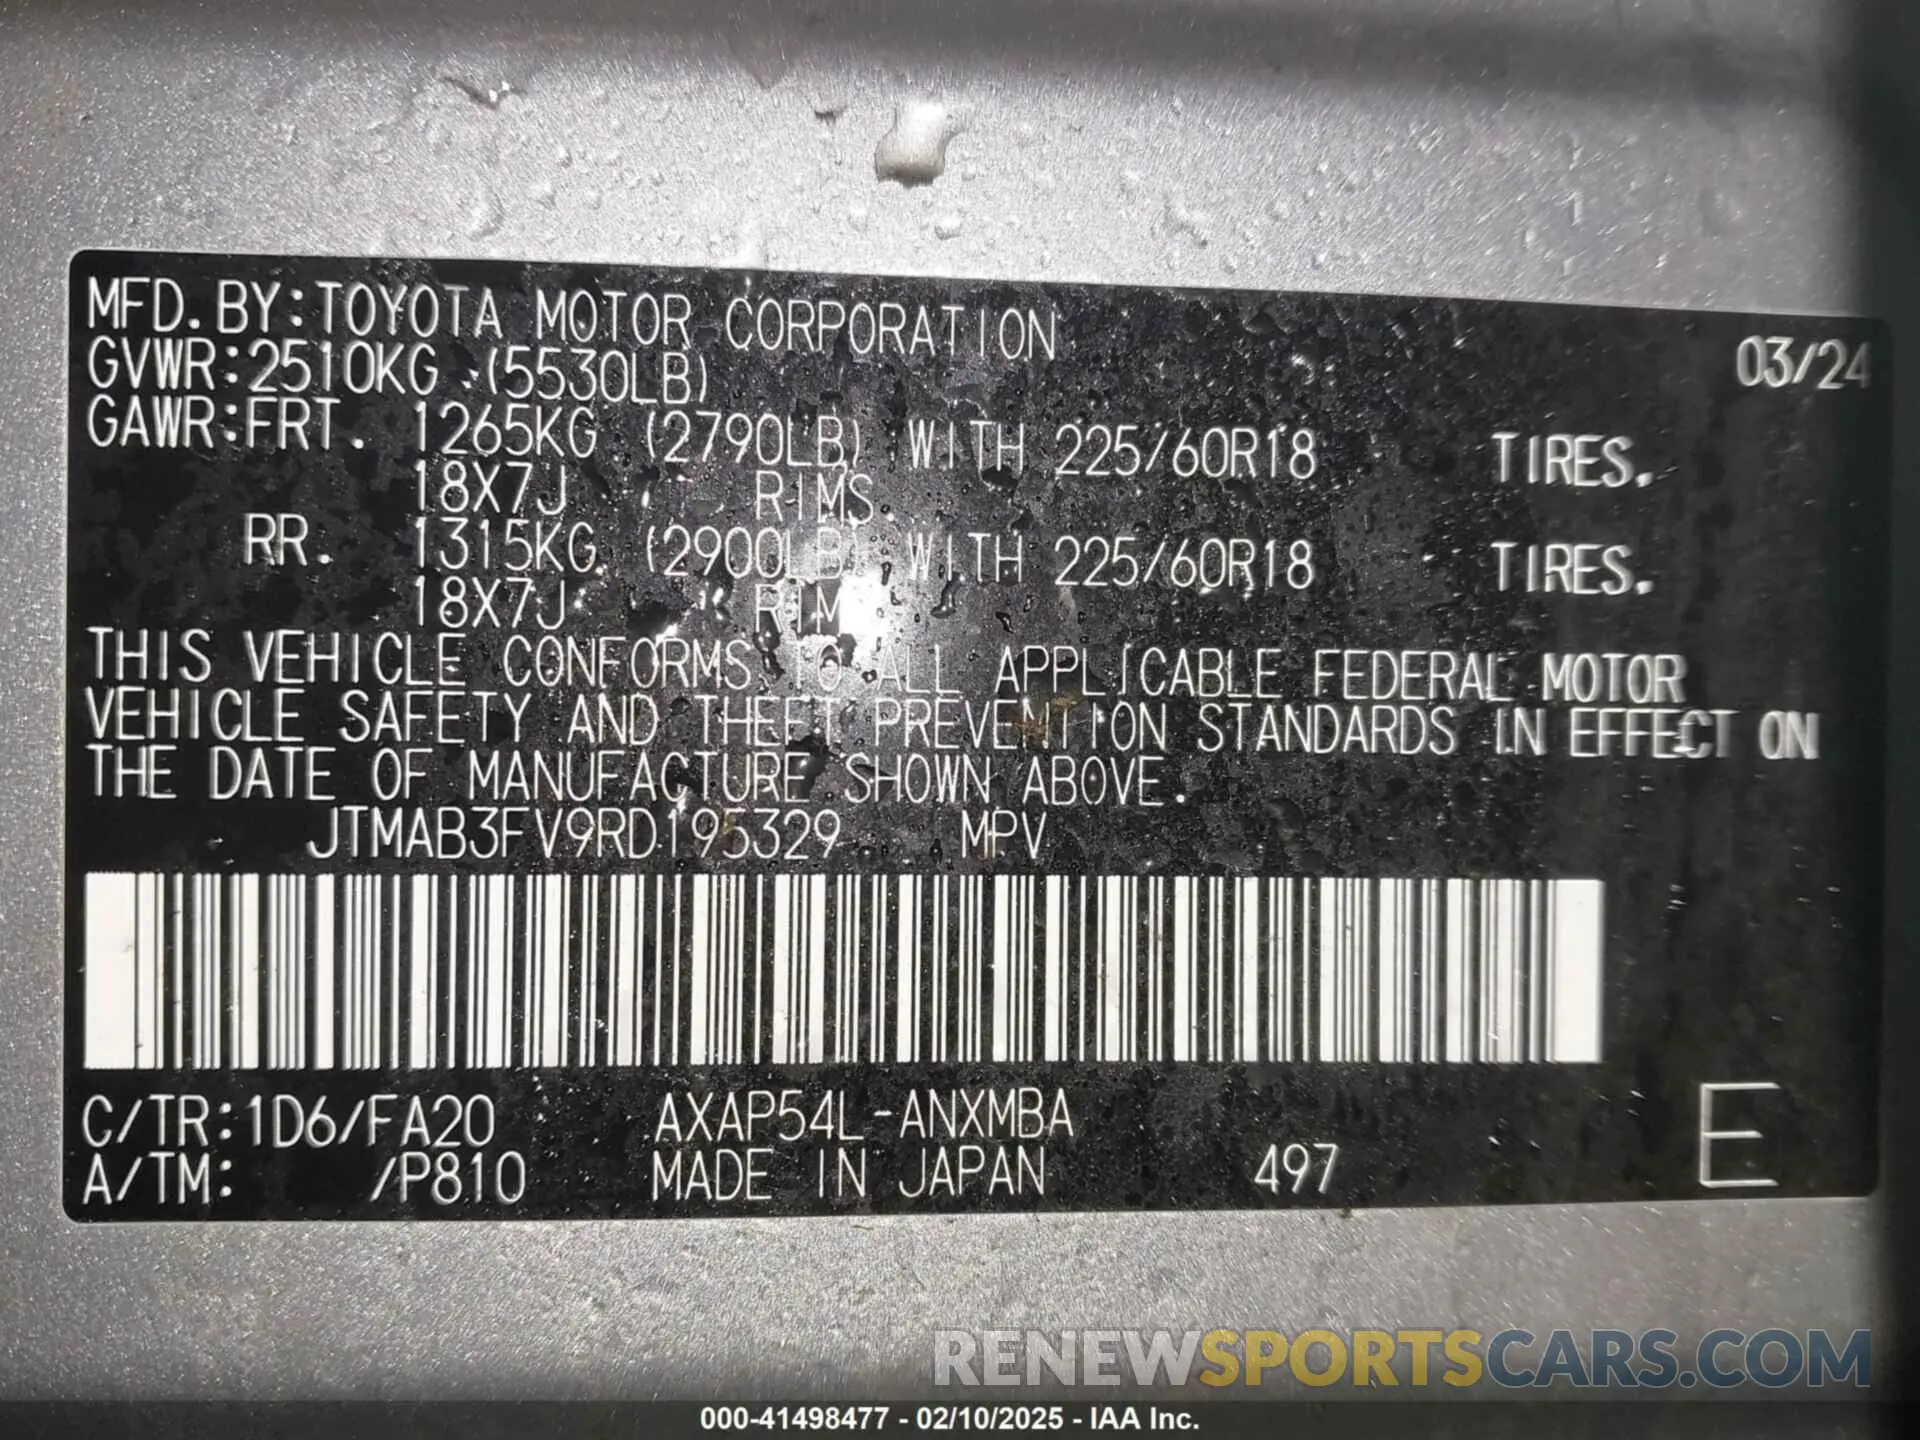 MFD. BY:TOYOTA MOTOR CORPORATION 03/24
GVWR:2510KG (5530LB)
GAWR:FRT. 1265KG (2790LB) WITH 225/60R18 TIRES.
18X7J RIMS
RR. 1315KG (2900LB) WITH 225/60R18 TIRES.
18X7J RIM
THIS VEHICLE CONFORMS TO ALL APPLICABLE FEDERAL MOTOR
VEHICLE SAFETY AND THEFT PREVENTION STANDARDS IN EFFECT ON
THE DATE OF MANUFACTURE SHOWN ABOVE.
JTMAB3FV9RD195329 MPV
C/TR:1D6/FA20 AXAP54L-ANXMBA
A/TM: /P810 MADE IN JAPAN 497 E
RENEWSPORTSCARS.COM
000-41498477 - 02/10/2025 - IAA Inc.